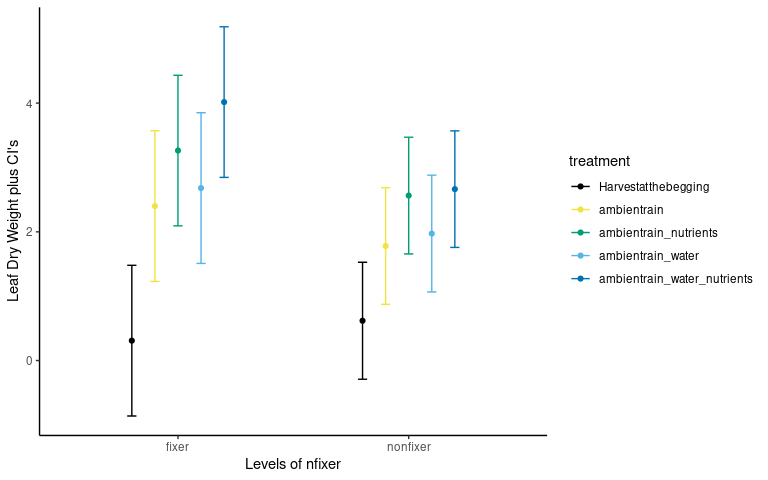 Leaf Dry Weight plus CI's
4
2
0
fixer
nonfixer
Levels of nfixer
treatment
Harvestatthebegging
ambientrain
ambientrain_nutrients
ambientrain_water
ambientrain_water_nutrients